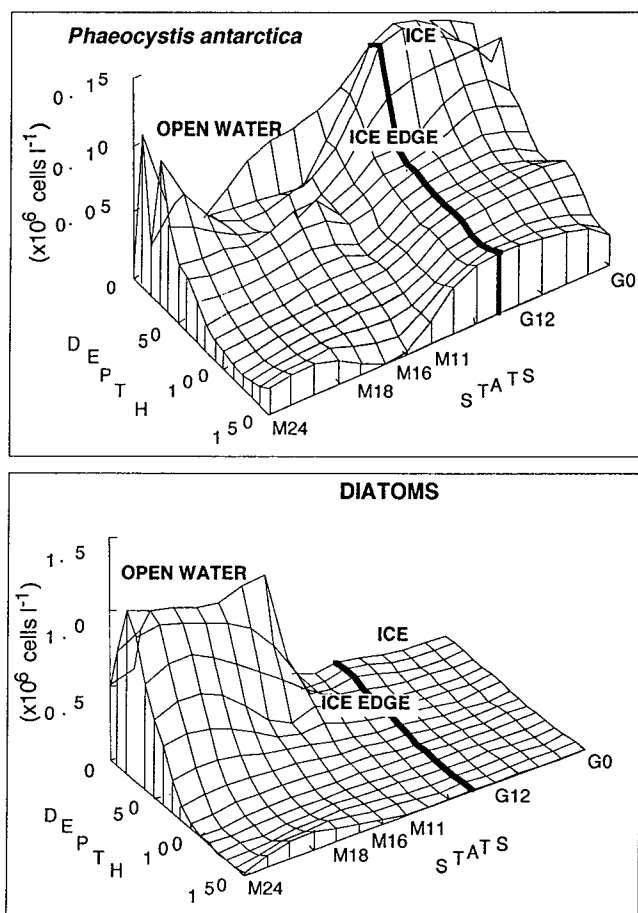 Phaeocystis antarctica
ICE
OPEN WATER
ICE EDGE
(x10⁶ cells l⁻¹)
0. 15
0. 10
0. 05
0
50
100
150
DEPTH
M24
M18
M16
M11
G12
G0
STATS
DIATOMS
OPEN WATER
ICE
ICE EDGE
(x10⁶ cells l⁻¹)
1. 5
1. 0
0. 5
0
50
100
150
DEPTH
M24
M18
M16
M11
G12
G0
STATS